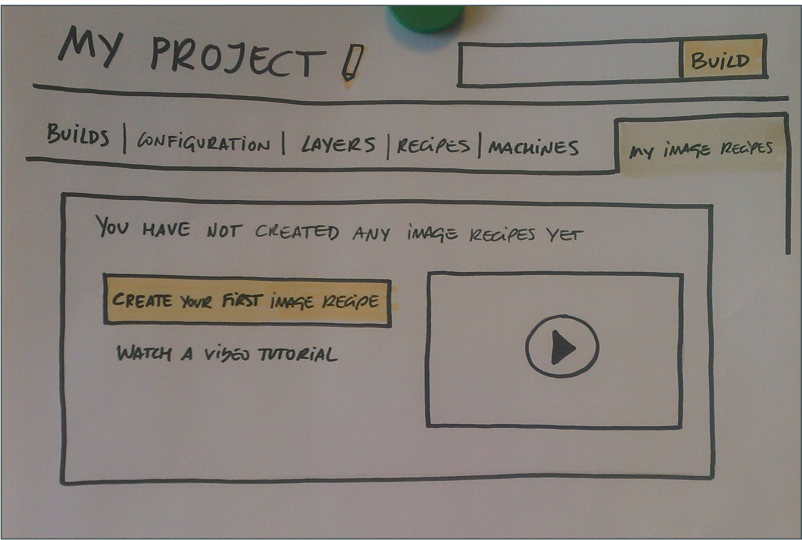 MY PROJECT
BUILD
BUILDS | CONFIGURATION | LAYERS | RECIPES | MACHINES
MY IMAGE RECIPES
YOU HAVE NOT CREATED ANY IMAGE RECIPES YET
CREATE YOUR FIRST IMAGE RECIPE
WATCH A VIDEO TUTORIAL